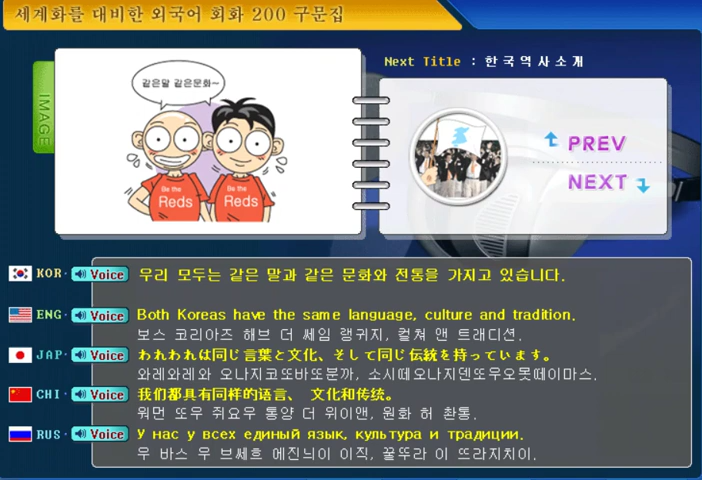 세계화를 대비한 외국어 회화 200 구문집
Next Title : 한국역사소개
IMAGE
같은말 같은문화~
Be the
Reds
Be the
Reds
PREV
NEXT
KOR· Voice 우리 모두는 같은 말과 같은 문화와 전통을 가지고 있습니다.
ENG· Voice Both Koreas have the same language, culture and tradition.
보스 코리아즈 해브 더 쎄임 랭귀지, 컬쳐 앤 트래디션.
JAP· Voice われわれは同じ言葉と文化、そして同じ伝統を持っています。
와레와레와 오나지코또바또분까, 소시떼오나지덴또우오못떼이마스.
CHI· Voice 我们都具有同样的语言、 文化和传统。
워먼 또우 쥐요우 통양 더 위이앤, 원화 허 촨통.
RUS· Voice У нас у всех единый язык, культура и традиции.
우 바스 우 브쎄흐 에진늬이 이직, 꿀뚜라 이 뜨라지치이.